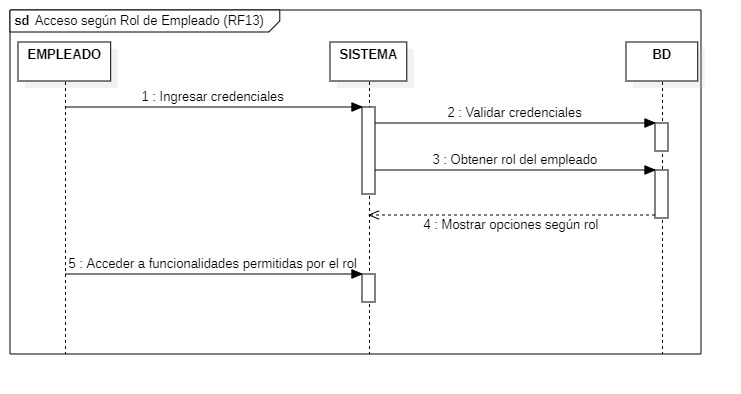 sd Acceso según Rol de Empleado (RF13)
EMPLEADO
SISTEMA
BD
1 : Ingresar credenciales
2 : Validar credenciales
3 : Obtener rol del empleado
4 : Mostrar opciones según rol
5 : Acceder a funcionalidades permitidas por el rol